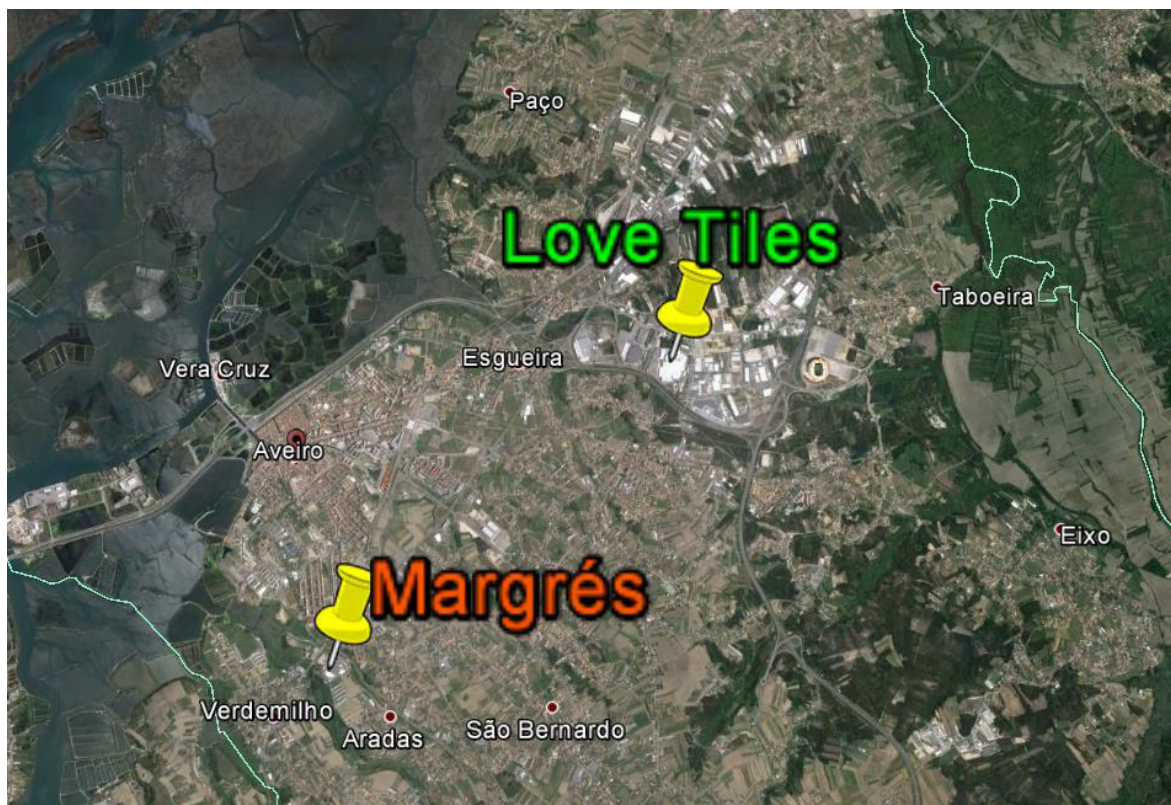 Paço
Love Tiles
Taboeira
Vera Cruz
Esgueira
Aveiro
Eixo
Margrés
Verdemilho
Aradas
São Bernardo